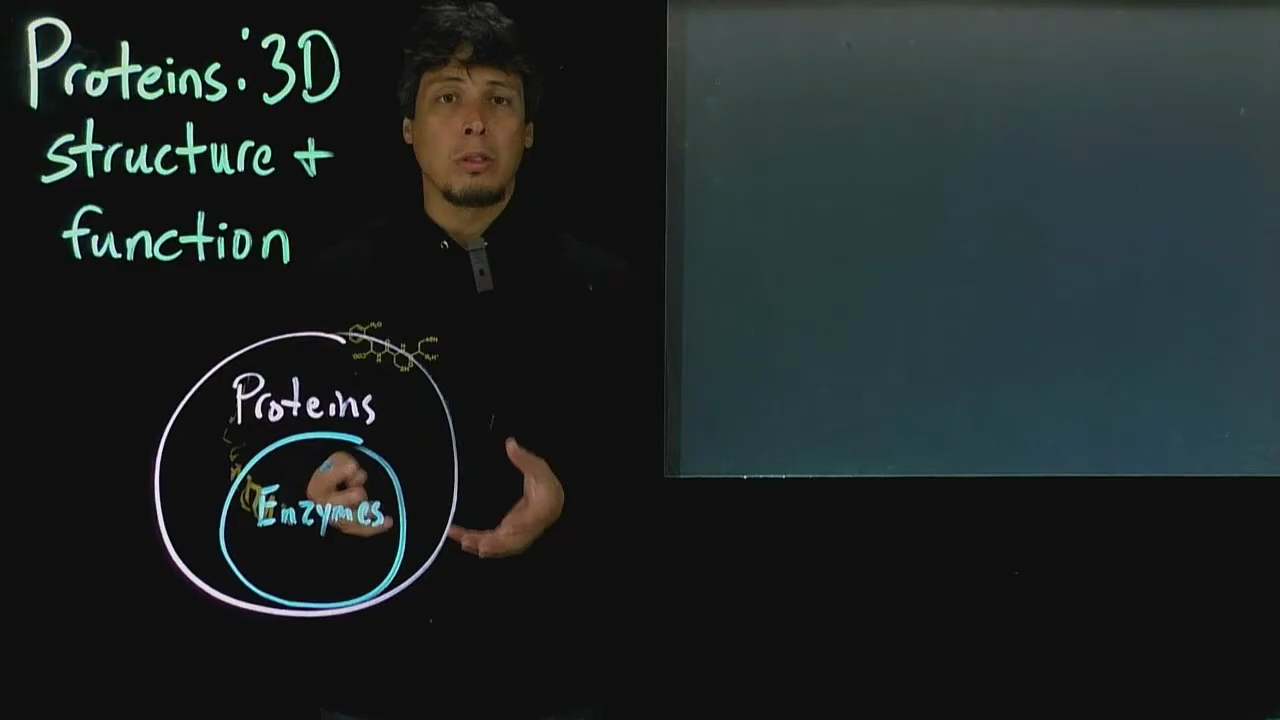 Proteins: 3D
structure +
function
Proteins
Enzymes